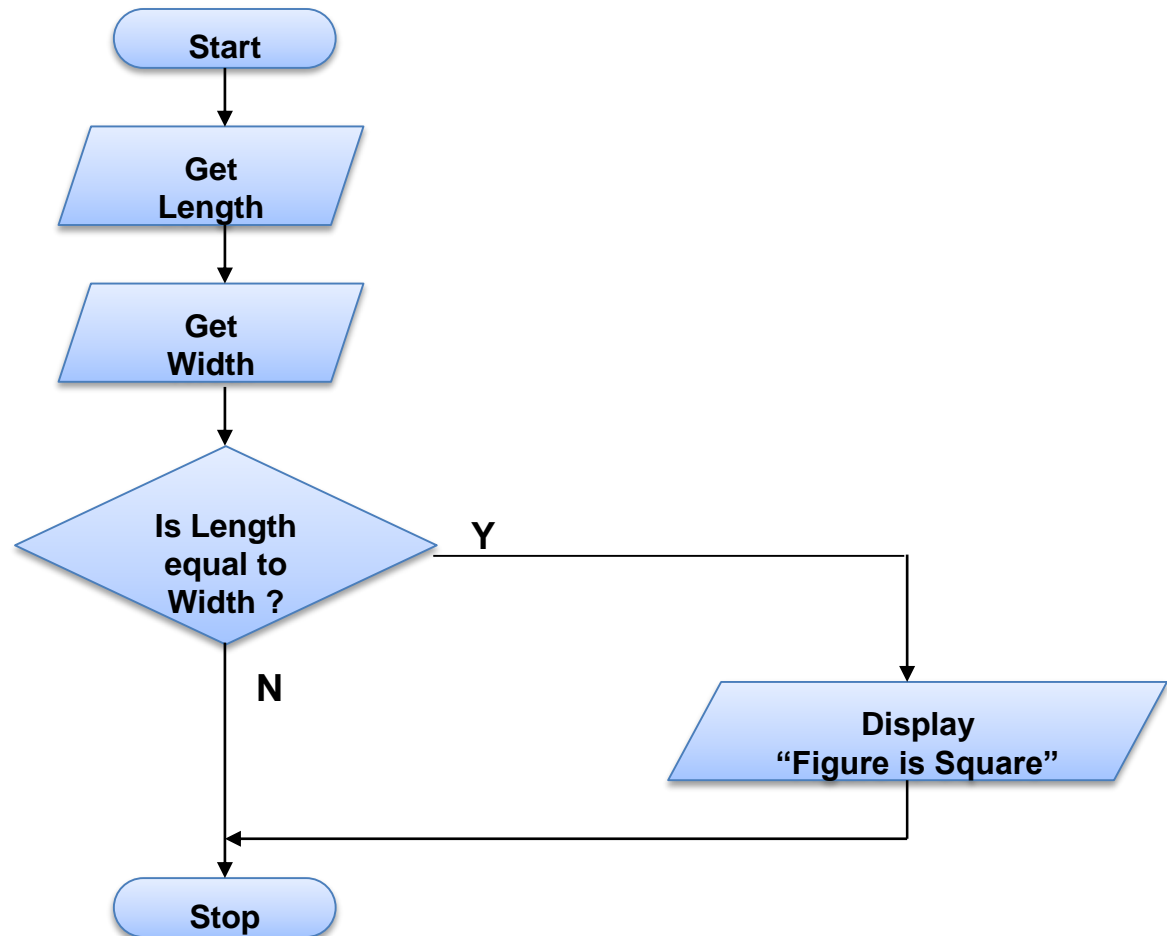 Start
Get
Length
Get
Width
Is Length
equal to
Width ?
Y
N
Display
“Figure is Square”
Stop